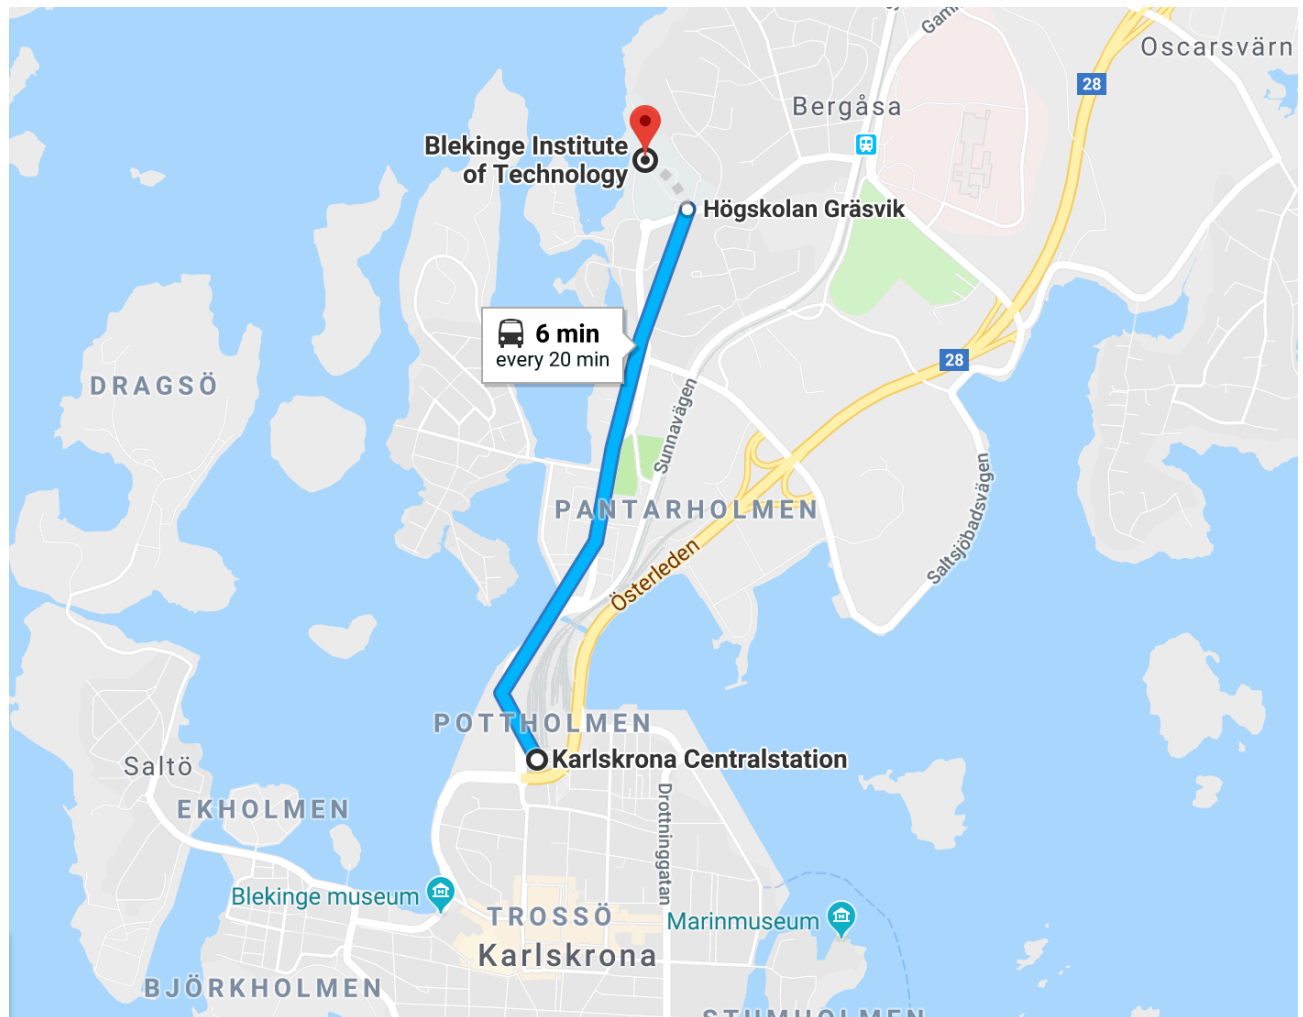 Oscarsvärn
28
Bergåsa
Blekinge Institute
of Technology
Högskolan Gräsvik
6 min
every 20 min
28
DRAGSÖ
Sunnavägen
PANTARHOLMEN
Saltsjöbadsvägen
Österleden
POTTHOLMEN
Karlskrona Centralstation
Saltö
EKHOLMEN
Drottninggatan
Blekinge museum
TROSSÖ
Marinmuseum
Karlskrona
BJÖRKHOLMEN
STUMHOLMEN